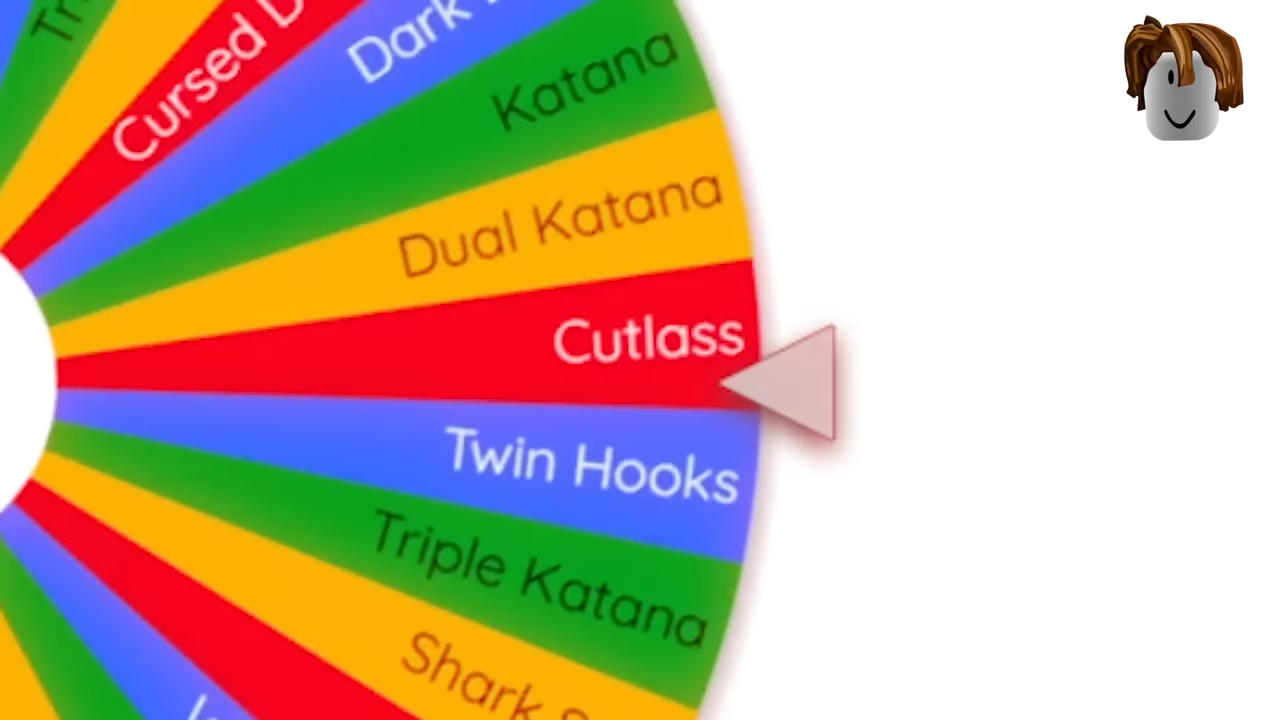 Cursed
Dark
Katana
Dual Katana
Cutlass
Twin Hooks
Triple Katana
Shark